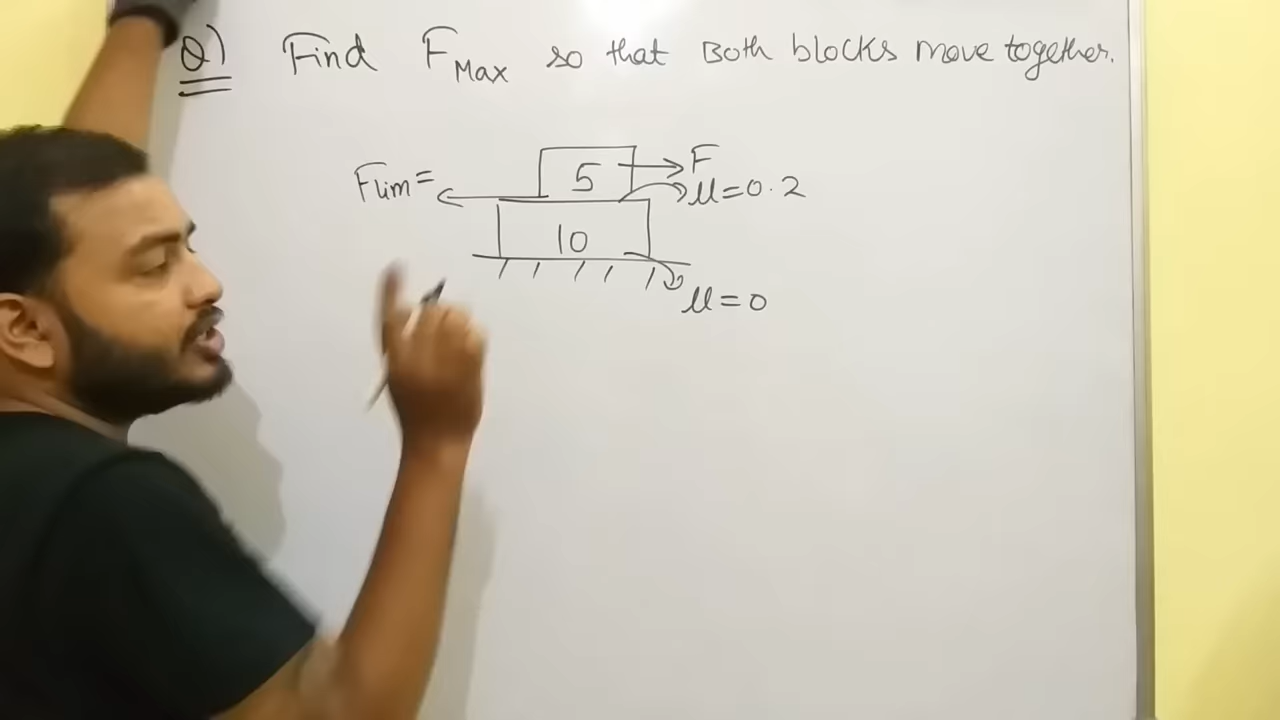 Q) Find FMax so that Both blocks move together.
5 F
Flim= μ=0.2
10
μ=0